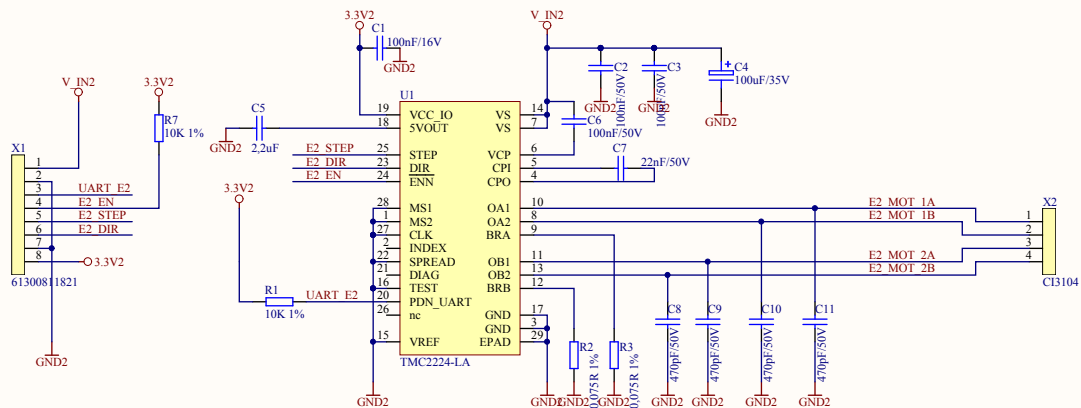 3.3V2
V_IN2
C1
100nF/16V
GND2
C2
100nF/50V
GND2
C3
100nF/50V
GND2
C4
100uF/35V
GND2
V_IN2
3.3V2
R7
10K 1%
X1
1
2
3
4
5
6
7
8
UART_E2
E2_EN
E2_STEP
E2_DIR
3.3V2
61300811821
GND2
C5
2,2uF
GND2
E2_STEP
E2_DIR
E2_EN
3.3V2
R1
10K 1%
UART_E2
U1
19 VCC_IO
18 5VOUT
25 STEP
23 DIR
24 ENN
28 MS1
1 MS2
27 CLK
2 INDEX
22 SPREAD
21 DIAG
16 TEST
20 PDN_UART
26 nc
15 VREF
VS 14
VS 7
VCP 6
CPI 5
CPO 4
OA1 10
OA2 8
BRA 9
OB1 11
OB2 13
BRB 12
GND 17
GND 3
EPAD 29
TMC2224-LA
GND2
C6
100nF/50V
C7
22nF/50V
E2_MOT_1A
E2_MOT_1B
E2_MOT_2A
E2_MOT_2B
X2
1
2
3
4
CI3104
R2
0,075R 1%
R3
0,075R 1%
C8
470pF/50V
C9
470pF/50V
C10
470pF/50V
C11
470pF/50V
GND2
GND2
GND2
GND2
GND2
GND2
GND2